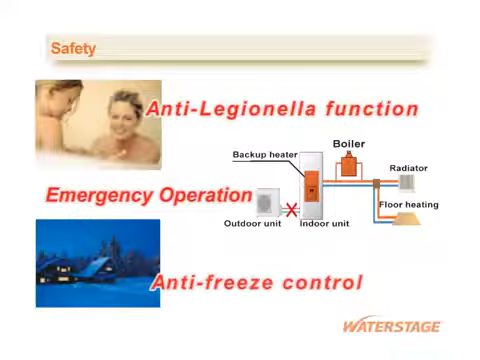 Safety
Anti-Legionella function
Boiler
Backup heater
Radiator
Emergency Operation
Floor heating
Outdoor unit
Indoor unit
Anti-freeze control
WATERSTAGE